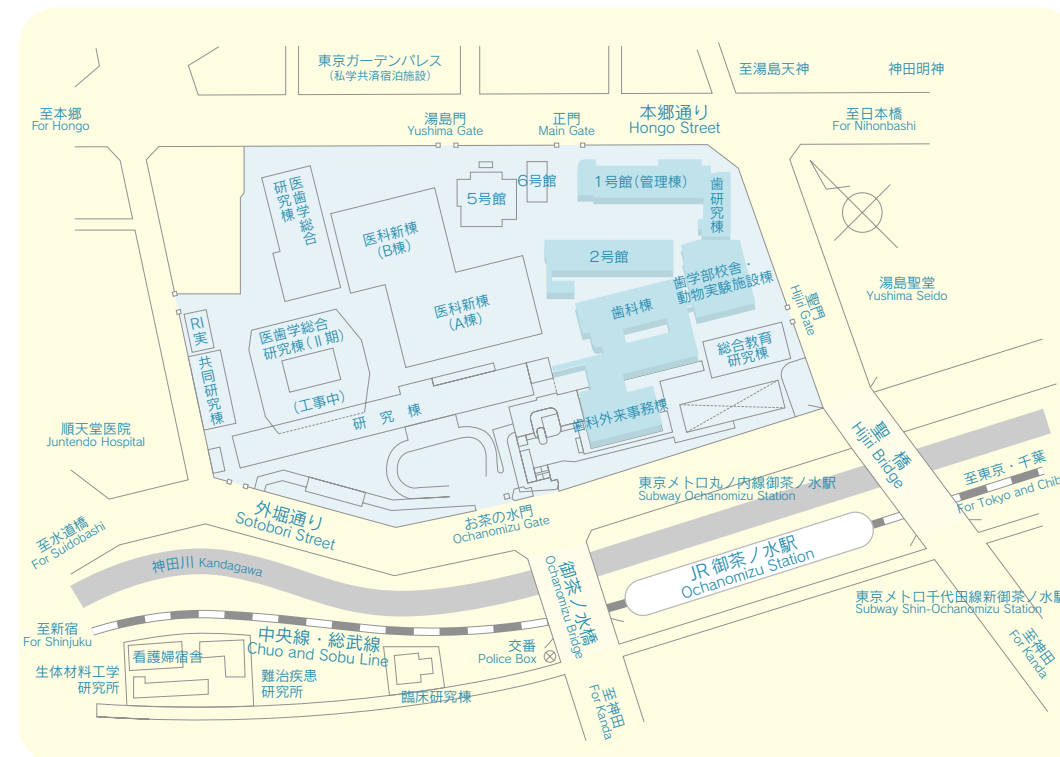 東京ガーデンパレス
(私学共済宿泊施設)
至湯島天神
神田明神
至本郷
For Hongo
湯島門
Yushima Gate
正門
Main Gate
本郷通り
Hongo Street
至日本橋
For Nihonbashi
医歯学総合
研究棟
5号館
6号館
1号館(管理棟)
歯研究棟
医科新棟
(B棟)
2号館
歯学部校舎・
動物実験施設棟
湯島聖堂
Yushima Seido
聖門
Hijiri Gate
医科新棟
(A棟)
歯科棟
RI
実
医歯学総合
研究棟(Ⅱ期)
(工事中)
総合教育
研究棟
共同研究棟
研究棟
歯科外来事務棟
順天堂医院
Juntendo Hospital
聖橋
Hijiri Bridge
東京メトロ丸ノ内線御茶ノ水駅
Subway Ochanomizu Station
至東京・千葉
For Tokyo and Chib
外堀通り
Sotobori Street
お茶の水門
Ochanomizu Gate
至水道橋
For Suidobashi
神田川 Kandagawa
御茶ノ水橋
Ochanomizu Bridge
JR 御茶ノ水駅
Ochanomizu Station
東京メトロ千代田線新御茶ノ水駅
Subway Shin-Ochanomizu Station
至新宿
For Shinjuku
中央線・総武線
Chuo and Sobu Line
交番
Police Box
至神田
For Kanda
看護婦宿舎
生体材料工学
研究所
難治疾患
研究所
臨床研究棟
至神田
For Kanda